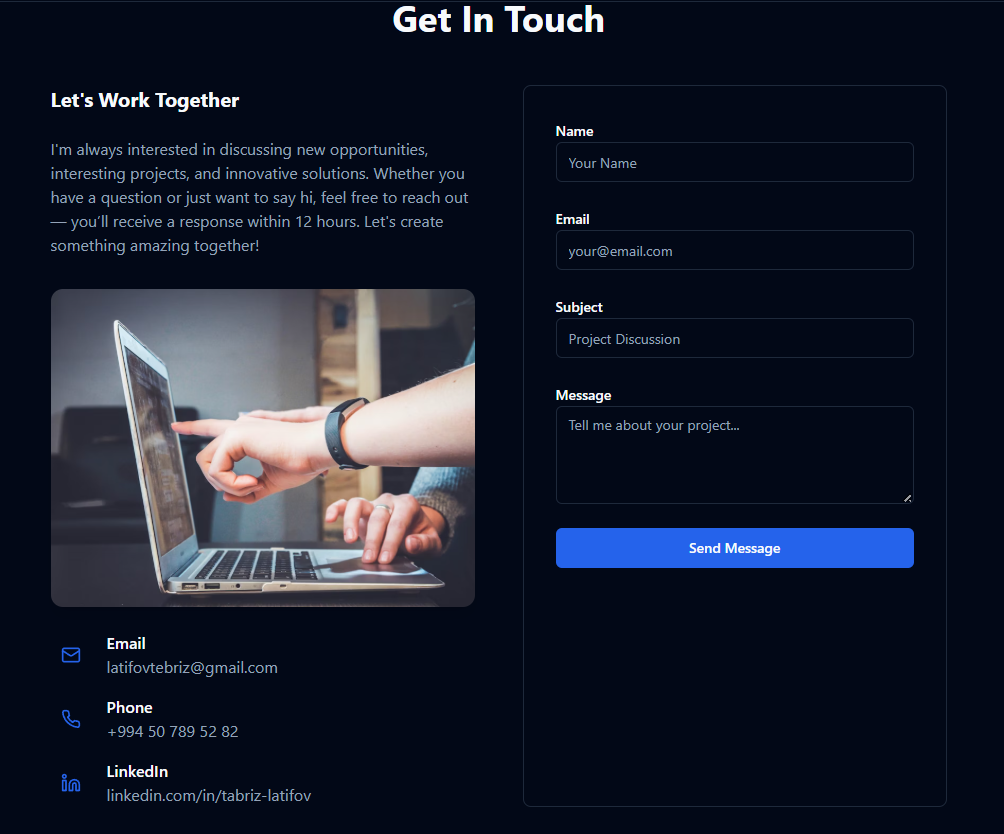 Get In Touch
Let's Work Together
I'm always interested in discussing new opportunities,
interesting projects, and innovative solutions. Whether you
have a question or just want to say hi, feel free to reach out
— you’ll receive a response within 12 hours. Let's create
something amazing together!
Email
latifovtebriz@gmail.com
Phone
+994 50 789 52 82
LinkedIn
linkedin.com/in/tabriz-latifov
Name
Your Name
Email
your@email.com
Subject
Project Discussion
Message
Tell me about your project...
Send Message